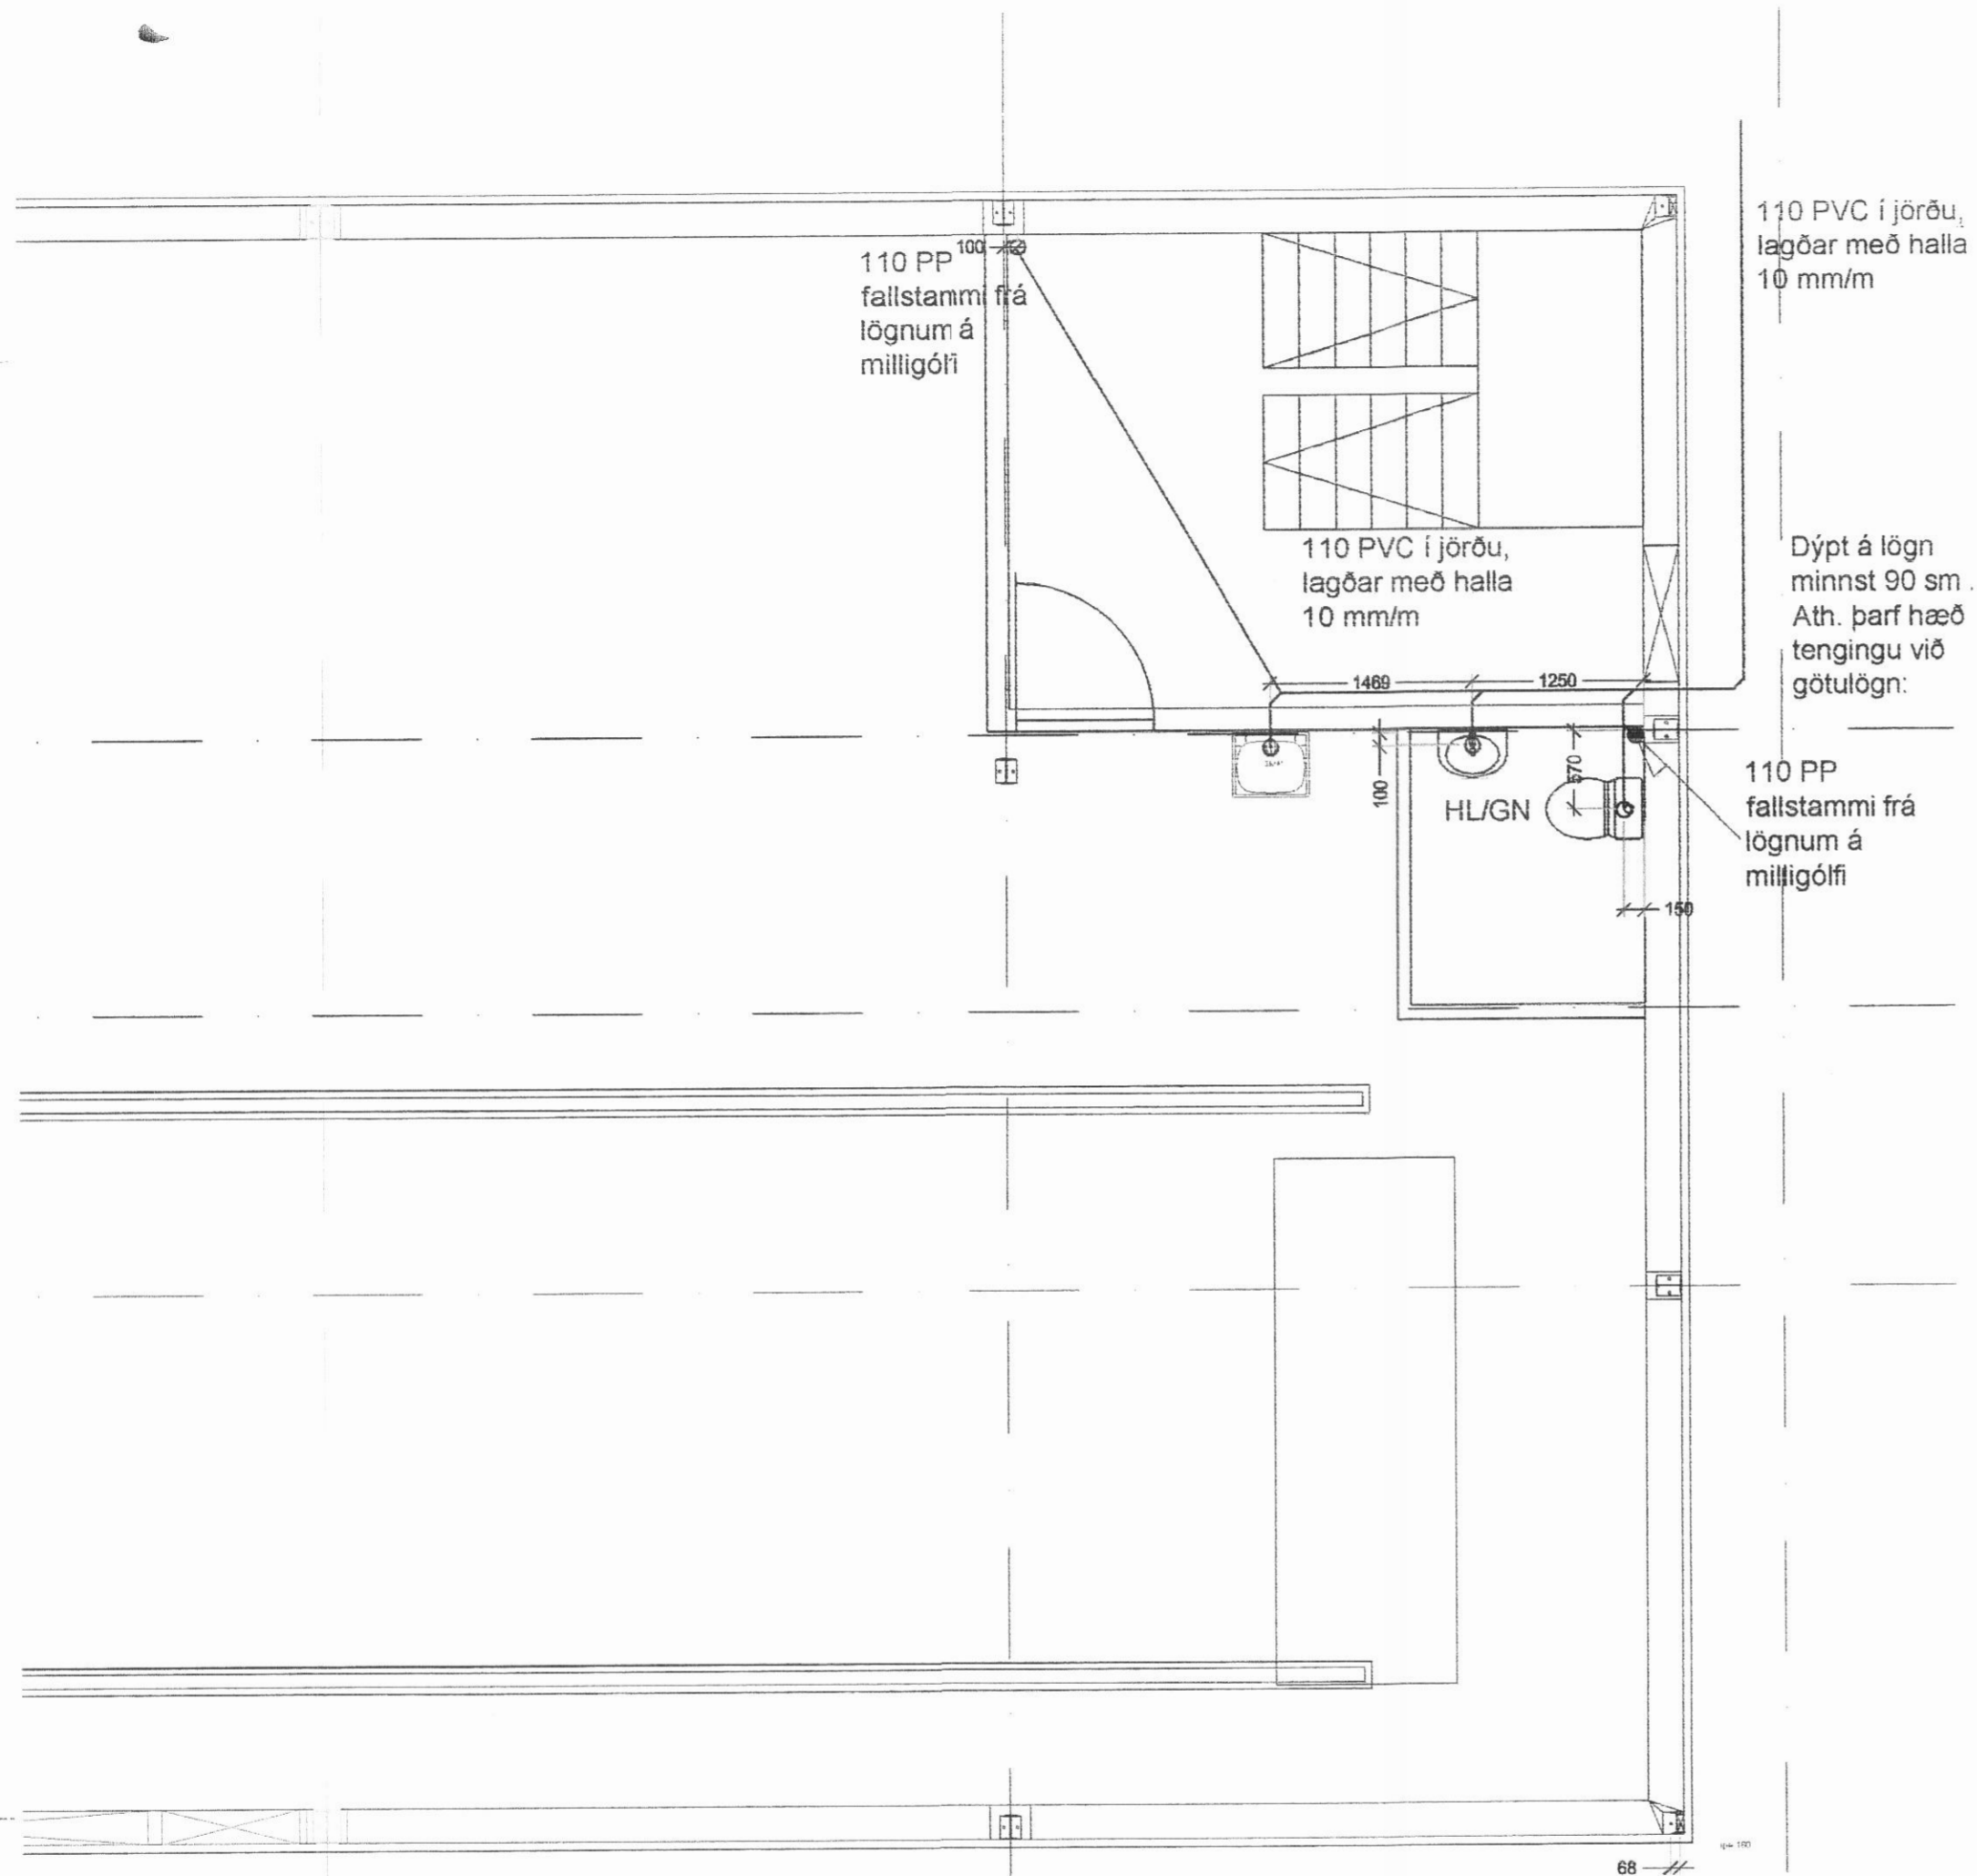 110 PVC í jörðu,
lagðar með halla
10 mm/m
100
110 PP
fallstammi frá
lögnum á
milligólfi
110 PVC í jörðu,
lagðar með halla
10 mm/m
Dýpt á lögn
minnst 90 sm .
Ath. þarf hæð
tengingu við
götulögn:
1469
1250
100
570
HL/GN
110 PP
fallstammi frá
lögnum á
milligólfi
150
68